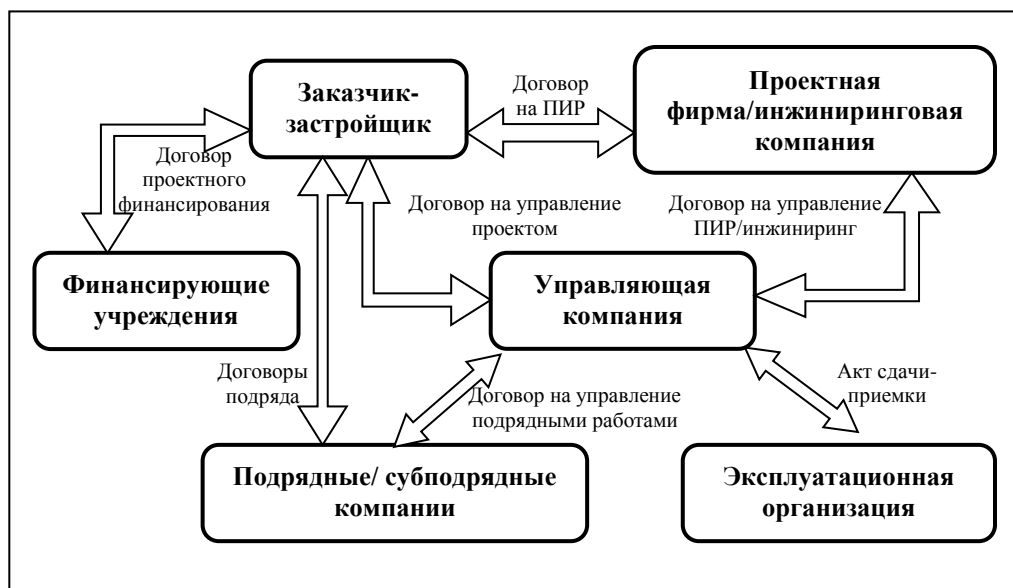 Заказчик-
застройщик
Договор
на ПИР
Проектная
фирма/инжиниринговая
компания
Договор
проектного
финансирования
Договор на управление
проектом
Договор на управление
ПИР/инжиниринг
Финансирующие
учреждения
Управляющая
компания
Договоры
подряда
Договор на управление
подрядными работами
Акт сдачи-
приемки
Подрядные/ субподрядные
компании
Эксплуатационная
организация